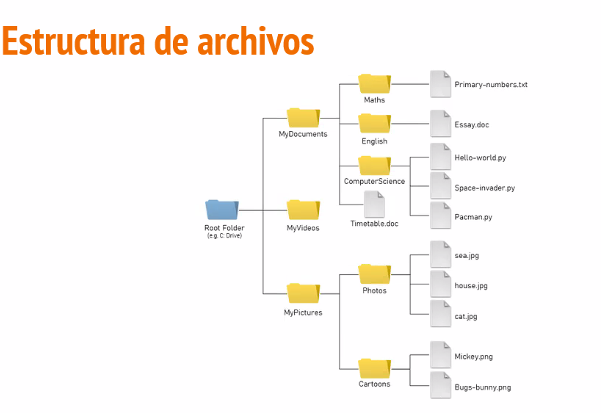 Estructura de archivos
Primary-numbers.txt
Maths
MyDocuments
Essay.doc
English
Hello-world.py
ComputerScience
Space-invader.py
Pacman.py
Timetable.doc
Root Folder
(e.g. C: Drive)
MyVideos
sea.jpg
Photos
house.jpg
MyPictures
cat.jpg
Mickey.png
Cartoons
Bugs-bunny.png